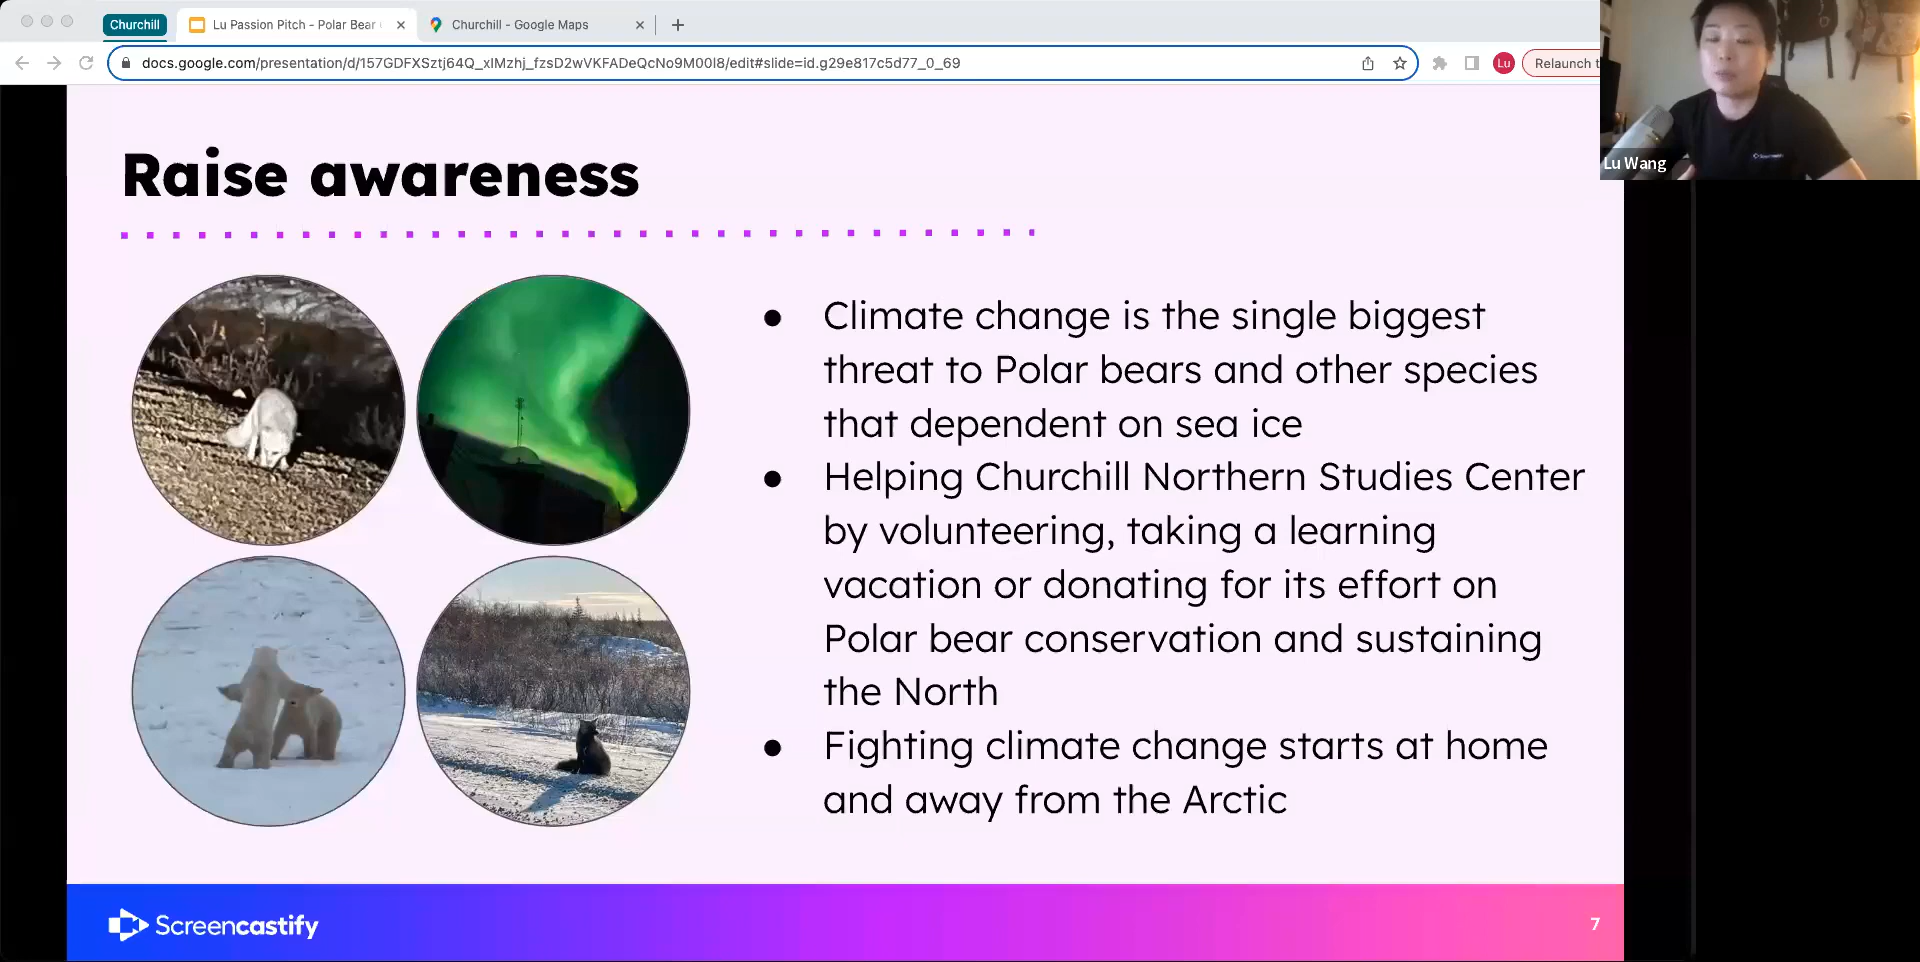 Churchill
Lu Passion Pitch - Polar Bear
Churchill - Google Maps
docs.google.com/presentation/d/157GDFXSztj64Q_xIMzhj_fzsD2wVKFADeQcNo9M00I8/edit#slide=id.g29e817c5d77_0_69
Lu
Relaunch t
Lu Wang
Raise awareness
● Climate change is the single biggest
threat to Polar bears and other species
that dependent on sea ice
● Helping Churchill Northern Studies Center
by volunteering, taking a learning
vacation or donating for its effort on
Polar bear conservation and sustaining
the North
● Fighting climate change starts at home
and away from the Arctic
Screencastify
7